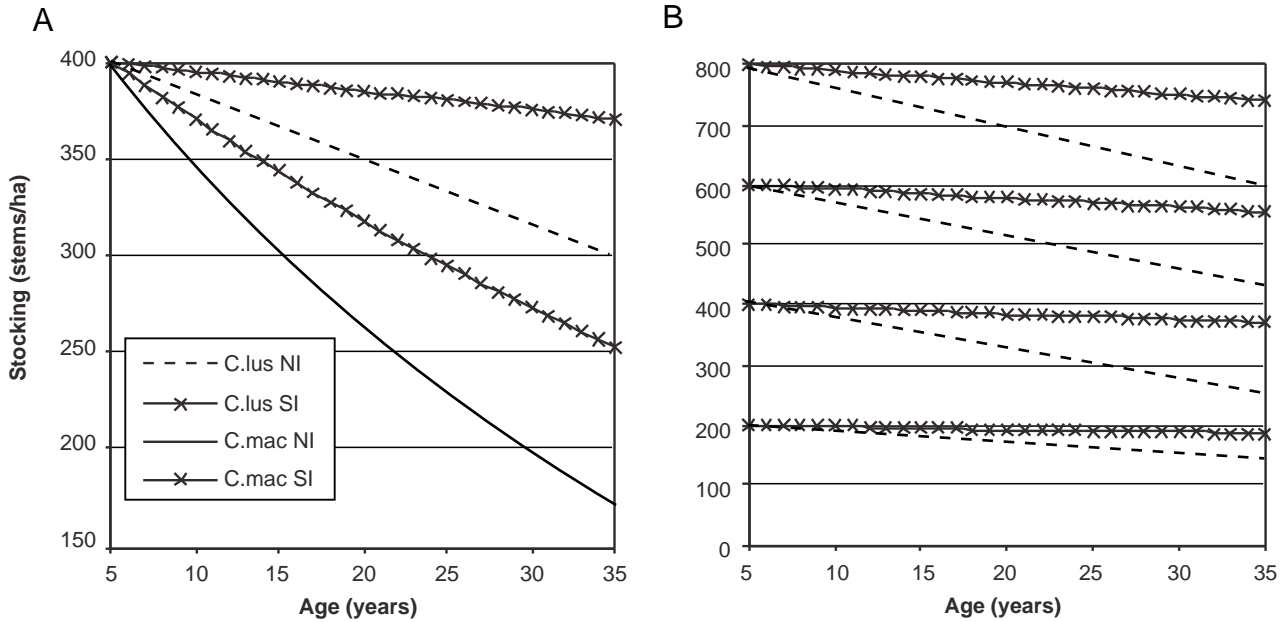 A
B
Stocking (stems/ha)
400
350
300
250
200
150
C.lus NI
C.lus SI
C.mac NI
C.mac SI
5 10 15 20 25 30 35
Age (years)
800
700
600
500
400
300
200
100
0
5 10 15 20 25 30 35
Age (years)